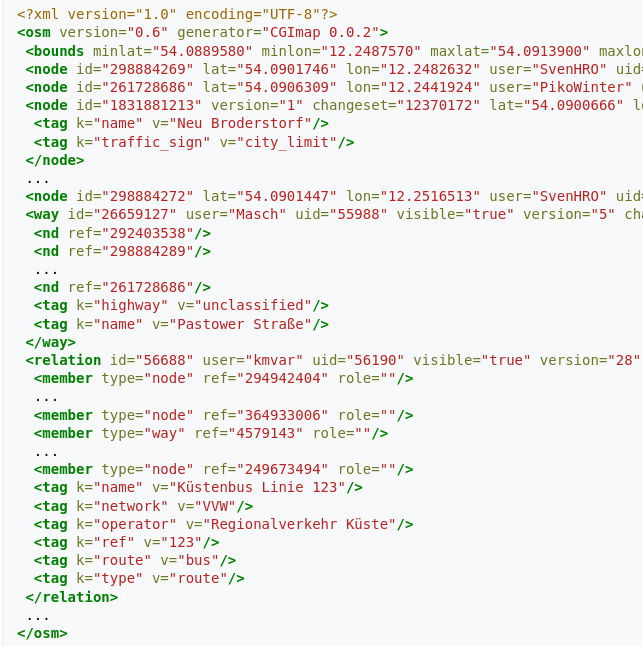 <?xml version="1.0" encoding="UTF-8"?>
<osm version="0.6" generator="CGImap 0.0.2">
<bounds minlat="54.0889580" minlon="12.2487570" maxlat="54.0913900" maxlo
<node id="298884269" lat="54.0901746" lon="12.2482632" user="SvenHRO" uid=
<node id="261728686" lat="54.0906309" lon="12.2441924" user="PikoWinter"
<node id="1831881213" version="1" changeset="12370172" lat="54.0900666" l
<tag k="name" v="Neu Broderstorf"/>
<tag k="traffic_sign" v="city_limit"/>
</node>
...
<node id="298884272" lat="54.0901447" lon="12.2516513" user="SvenHRO" uid=
<way id="26659127" user="Masch" uid="55988" visible="true" version="5" ch
<nd ref="292403538"/>
<nd ref="298884289"/>
...
<nd ref="261728686"/>
<tag k="highway" v="unclassified"/>
<tag k="name" v="Pastower Straße"/>
</way>
<relation id="56688" user="kmvar" uid="56190" visible="true" version="28"
<member type="node" ref="294942404" role=""/>
...
<member type="node" ref="364933006" role=""/>
<member type="way" ref="4579143" role=""/>
...
<member type="node" ref="249673494" role=""/>
<tag k="name" v="Küstenbus Linie 123"/>
<tag k="network" v="VVW"/>
<tag k="operator" v="Regionalverkehr Küste"/>
<tag k="ref" v="123"/>
<tag k="route" v="bus"/>
<tag k="type" v="route"/>
</relation>
...
</osm>